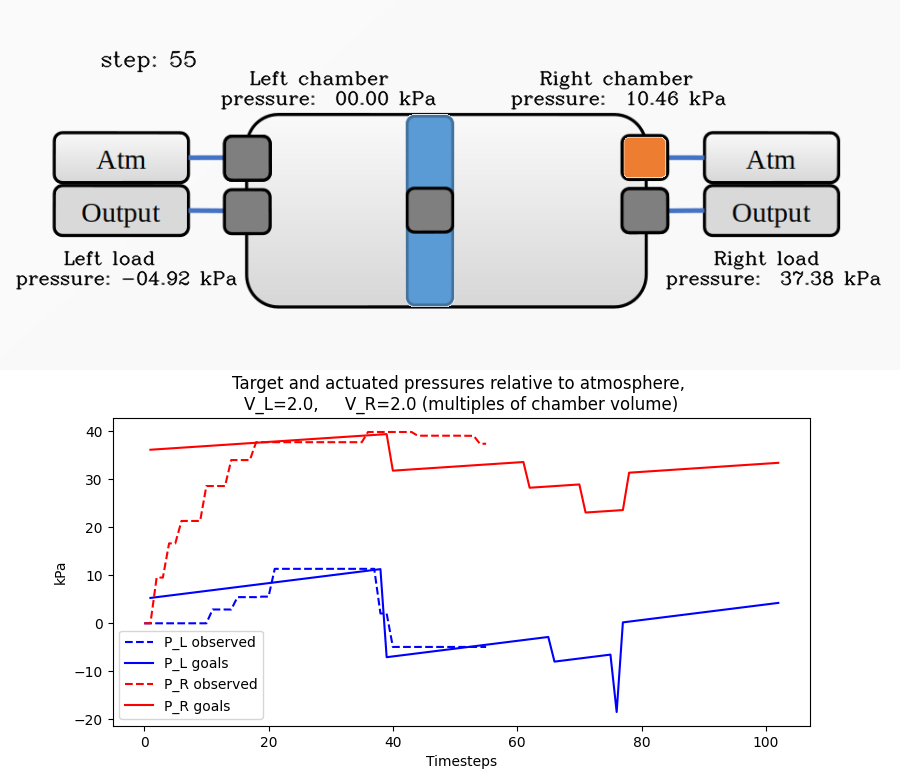 step: 55
Left chamber
pressure: 00.00 kPa
Right chamber
pressure: 10.46 kPa
Atm
Output
Atm
Output
Left load
pressure: -04.92 kPa
Right load
pressure: 37.38 kPa
Target and actuated pressures relative to atmosphere,
V_L=2.0, V_R=2.0 (multiples of chamber volume)
40
30
20
10
0
−10
−20
kPa
P_L observed
P_L goals
P_R observed
P_R goals
0 20 40 60 80 100
Timesteps